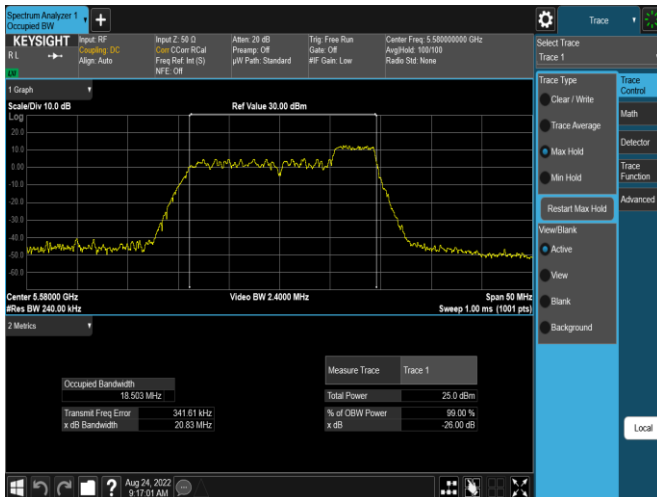 Spectrum Analyzer 1
Occupied BW
Trace
KEYSIGHT
RL
LXI
Input: RF
Coupling: DC
Align: Auto
Input Z: 50 Ω
Corr CCorr RCal
Freq Ref: Int (S)
NFE: Off
Atten: 20 dB
Preamp: Off
µW Path: Standard
Trig: Free Run
Gate: Off
#IF Gain: Low
Center Freq: 5.580000000 GHz
Avg|Hold: 100/100
Radio Std: None
Select Trace
Trace 1
1 Graph
Scale/Div 10.0 dB
Ref Value 30.00 dBm
Log
20.0
10.0
0.00
-10.0
-20.0
-30.0
-40.0
-50.0
-60.0
Center 5.58000 GHz
#Res BW 240.00 kHz
Video BW 2.4000 MHz
Span 50 MHz
Sweep 1.00 ms (1001 pts)
Trace Type
Clear / Write
Trace Average
Max Hold
Min Hold
Restart Max Hold
View/Blank
Active
View
Blank
Background
Trace
Control
Math
Detector
Trace
Function
Advanced
2 Metrics
Occupied Bandwidth
18.503 MHz
Transmit Freq Error 341.61 kHz
x dB Bandwidth 20.83 MHz
Measure Trace Trace 1
Total Power 25.0 dBm
% of OBW Power 99.00 %
x dB -26.00 dB
Local
?
Aug 24, 2022
9:17:01 AM